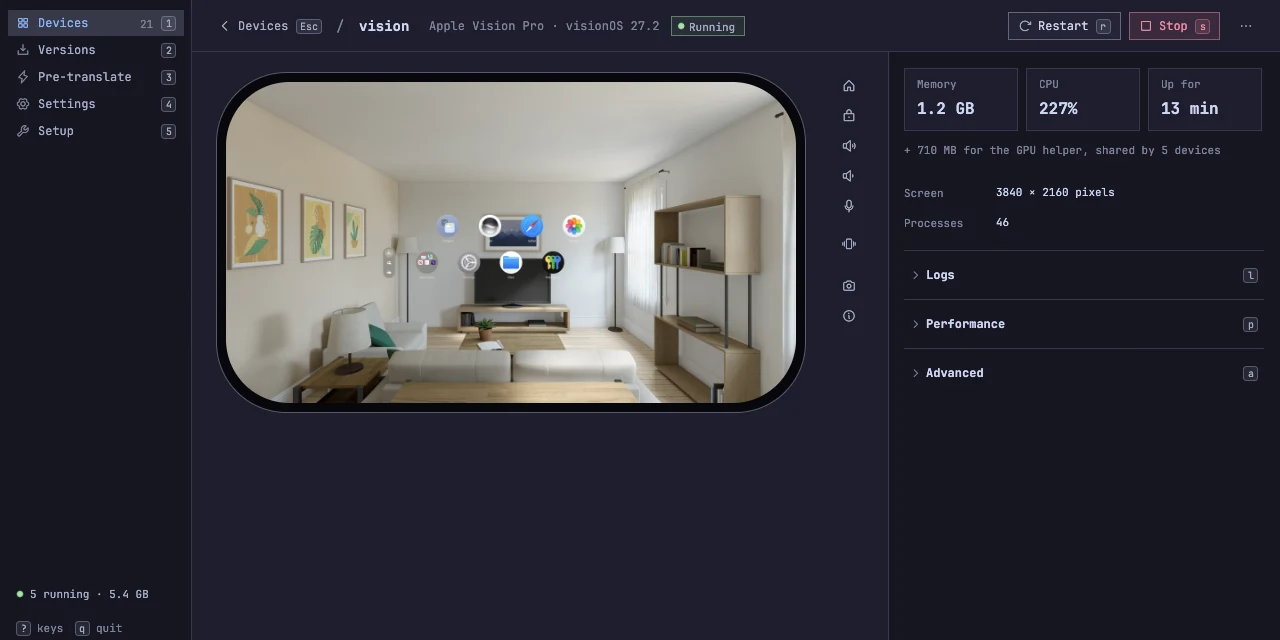 Devices 21 1
Versions 2
Pre-translate 3
Settings 4
Setup 5
5 running · 5.4 GB
? keys q quit
Devices Esc / vision Apple Vision Pro · visionOS 27.2 Running
Restart r Stop s ...
Memory CPU Up for
1.2 GB 227% 13 min
+ 710 MB for the GPU helper, shared by 5 devices
Screen 3840 × 2160 pixels
Processes 46
Logs l
Performance p
Advanced a